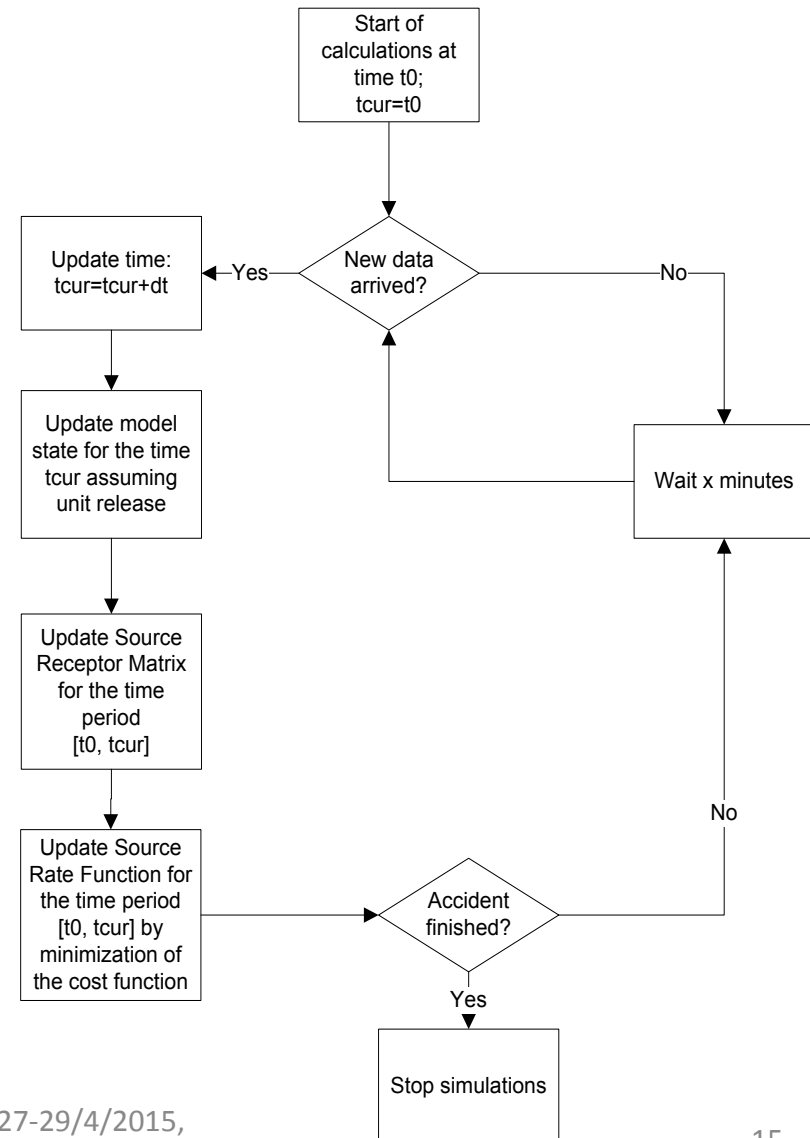 Start of
calculations at
time t0;
tcur=t0
New data
arrived?
Yes
No
Update time:
tcur=tcur+dt
Update model
state for the time
tcur assuming
unit release
Wait x minutes
Update Source
Receptor Matrix
for the time
period
[t0, tcur]
Update Source
Rate Function for
the time period
[t0, tcur] by
minimization of
the cost function
Accident
finished?
No
Yes
Stop simulations
27-29/4/2015,
15